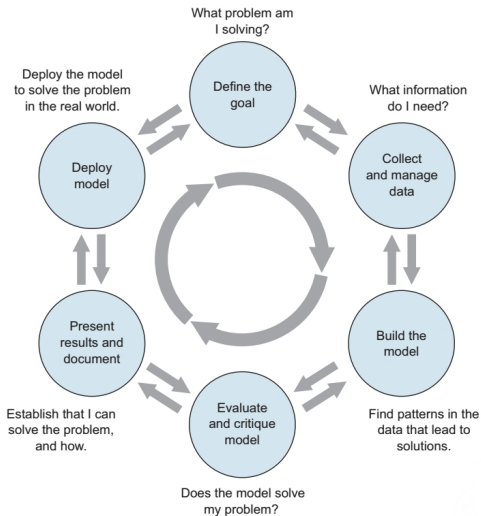 What problem am
I solving?
Define the
goal
What information
do I need?
Collect
and manage
data
Build the
model
Find patterns in the
data that lead to
solutions.
Evaluate
and critique
model
Does the model solve
my problem?
Present
results and
document
Establish that I can
solve the problem,
and how.
Deploy
model
Deploy the model
to solve the problem
in the real world.